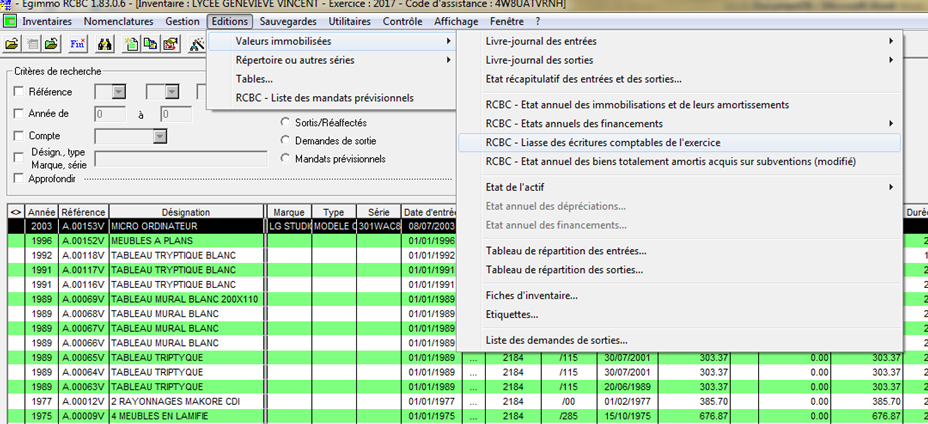 - Egimmo RCBC - 1.83.0.6 - [Inventaire : LYCEE GENEVIEVE VINCENT - Exercice : 2017 - Code d'assistance : 4W8UATVRNH]
Inventaires Nomenclatures Gestion Editions Sauvegardes Utilitaires Contrôle Affichage Fenêtre ?
Fin
Valeurs immobilisées
Répertoire ou autres séries
Tables...
RCBC - Liste des mandats prévisionnels
Livre-journal des entrées
Livre-journal des sorties
Etat récapitulatif des entrées et des sorties...
RCBC - Etat annuel des immobilisations et de leurs amortissements
RCBC - Etats annuels des financements
RCBC - Liasse des écritures comptables de l'exercice
RCBC - Etat annuel des biens totalement amortis acquis sur subventions (modifié)
Etat de l'actif
Etat annuel des dépréciations...
Etat annuel des financements...
Tableau de répartition des entrées...
Tableau de répartition des sorties...
Fiches d'inventaire...
Etiquettes...
Liste des demandes de sorties...
Critères de recherche
Référence
Année de 0 à 0
Compte
Désign., type
Marque, série
Approfondir
Sortis/Réaffectés
Demandes de sortie
Mandats prévisionnels
<> Année Référence Désignation Marque Type Série Date d'entrée Duré
2003 A.00153V MICRO ORDINATEUR LG STUDI MODELE C 301WAC8 08/07/2003
1996 A.00152V MEUBLES A PLANS 01/01/1996
1992 A.00118V TABLEAU TRYPTIQUE BLANC 01/01/1992
1991 A.00117V TABLEAU TRYPTIQUE BLANC 01/01/1991
1991 A.00116V TABLEAU TRYPTIQUE BLANC 01/01/1991
1989 A.00069V TABLEAU MURAL BLANC 200X110 01/01/1989
1989 A.00068V TABLEAU MURAL BLANC 01/01/1989
1989 A.00067V TABLEAU MURAL BLANC 01/01/1989
1989 A.00066V TABLEAU MURAL BLANC 01/01/1989
1989 A.00065V TABLEAU TRIPTYQUE 01/01/1989 ... 2184 /115 30/07/2001 303.37 0.00 303.37
1989 A.00064V TABLEAU TRIPTYQUE 01/01/1989 ... 2184 /115 30/07/2001 303.37 0.00 303.37
1989 A.00063V TABLEAU TRIPTYQUE 01/01/1989 ... 2184 /115 20/06/1989 303.37 0.00 303.37
1977 A.00012V 2 RAYONNAGES MAKORE CDI 01/01/1977 ... 2184 /00 01/02/1977 385.70 0.00 385.70
1975 A.00009V 4 MEUBLES EN LAMIFIE 01/01/1975 ... 2184 /285 15/10/1975 676.87 0.00 676.87